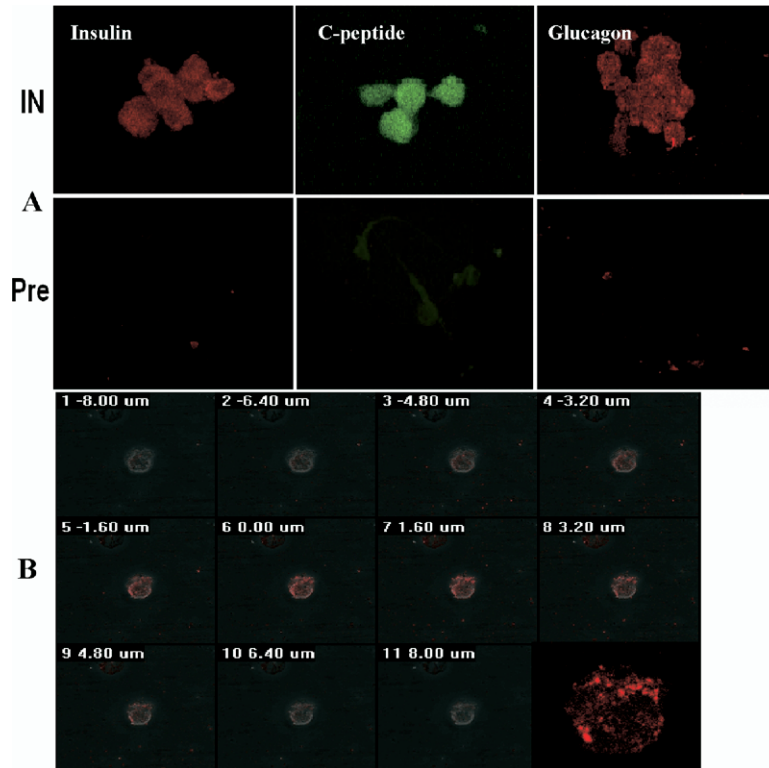 Insulin
C-peptide
Glucagon
IN
A
Pre
1 -8.00 um
2 -6.40 um
3 -4.80 um
4 -3.20 um
5 -1.60 um
6 0.00 um
7 1.60 um
8 3.20 um
B
9 4.80 um
10 6.40 um
11 8.00 um